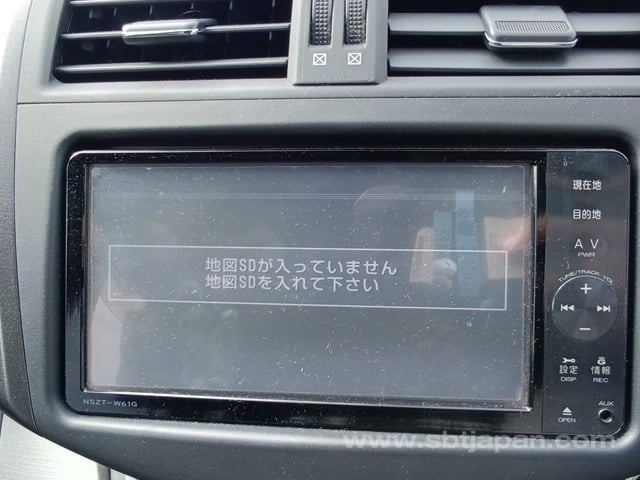 地図SDが入っていません
地図SDを入れて下さい
現在地
目的地
AV
PWR
TUNE/TRACK VOL
設定 情報
DISP REC
OPEN AUX
NSZT-W61G
www.sbtjapan.com